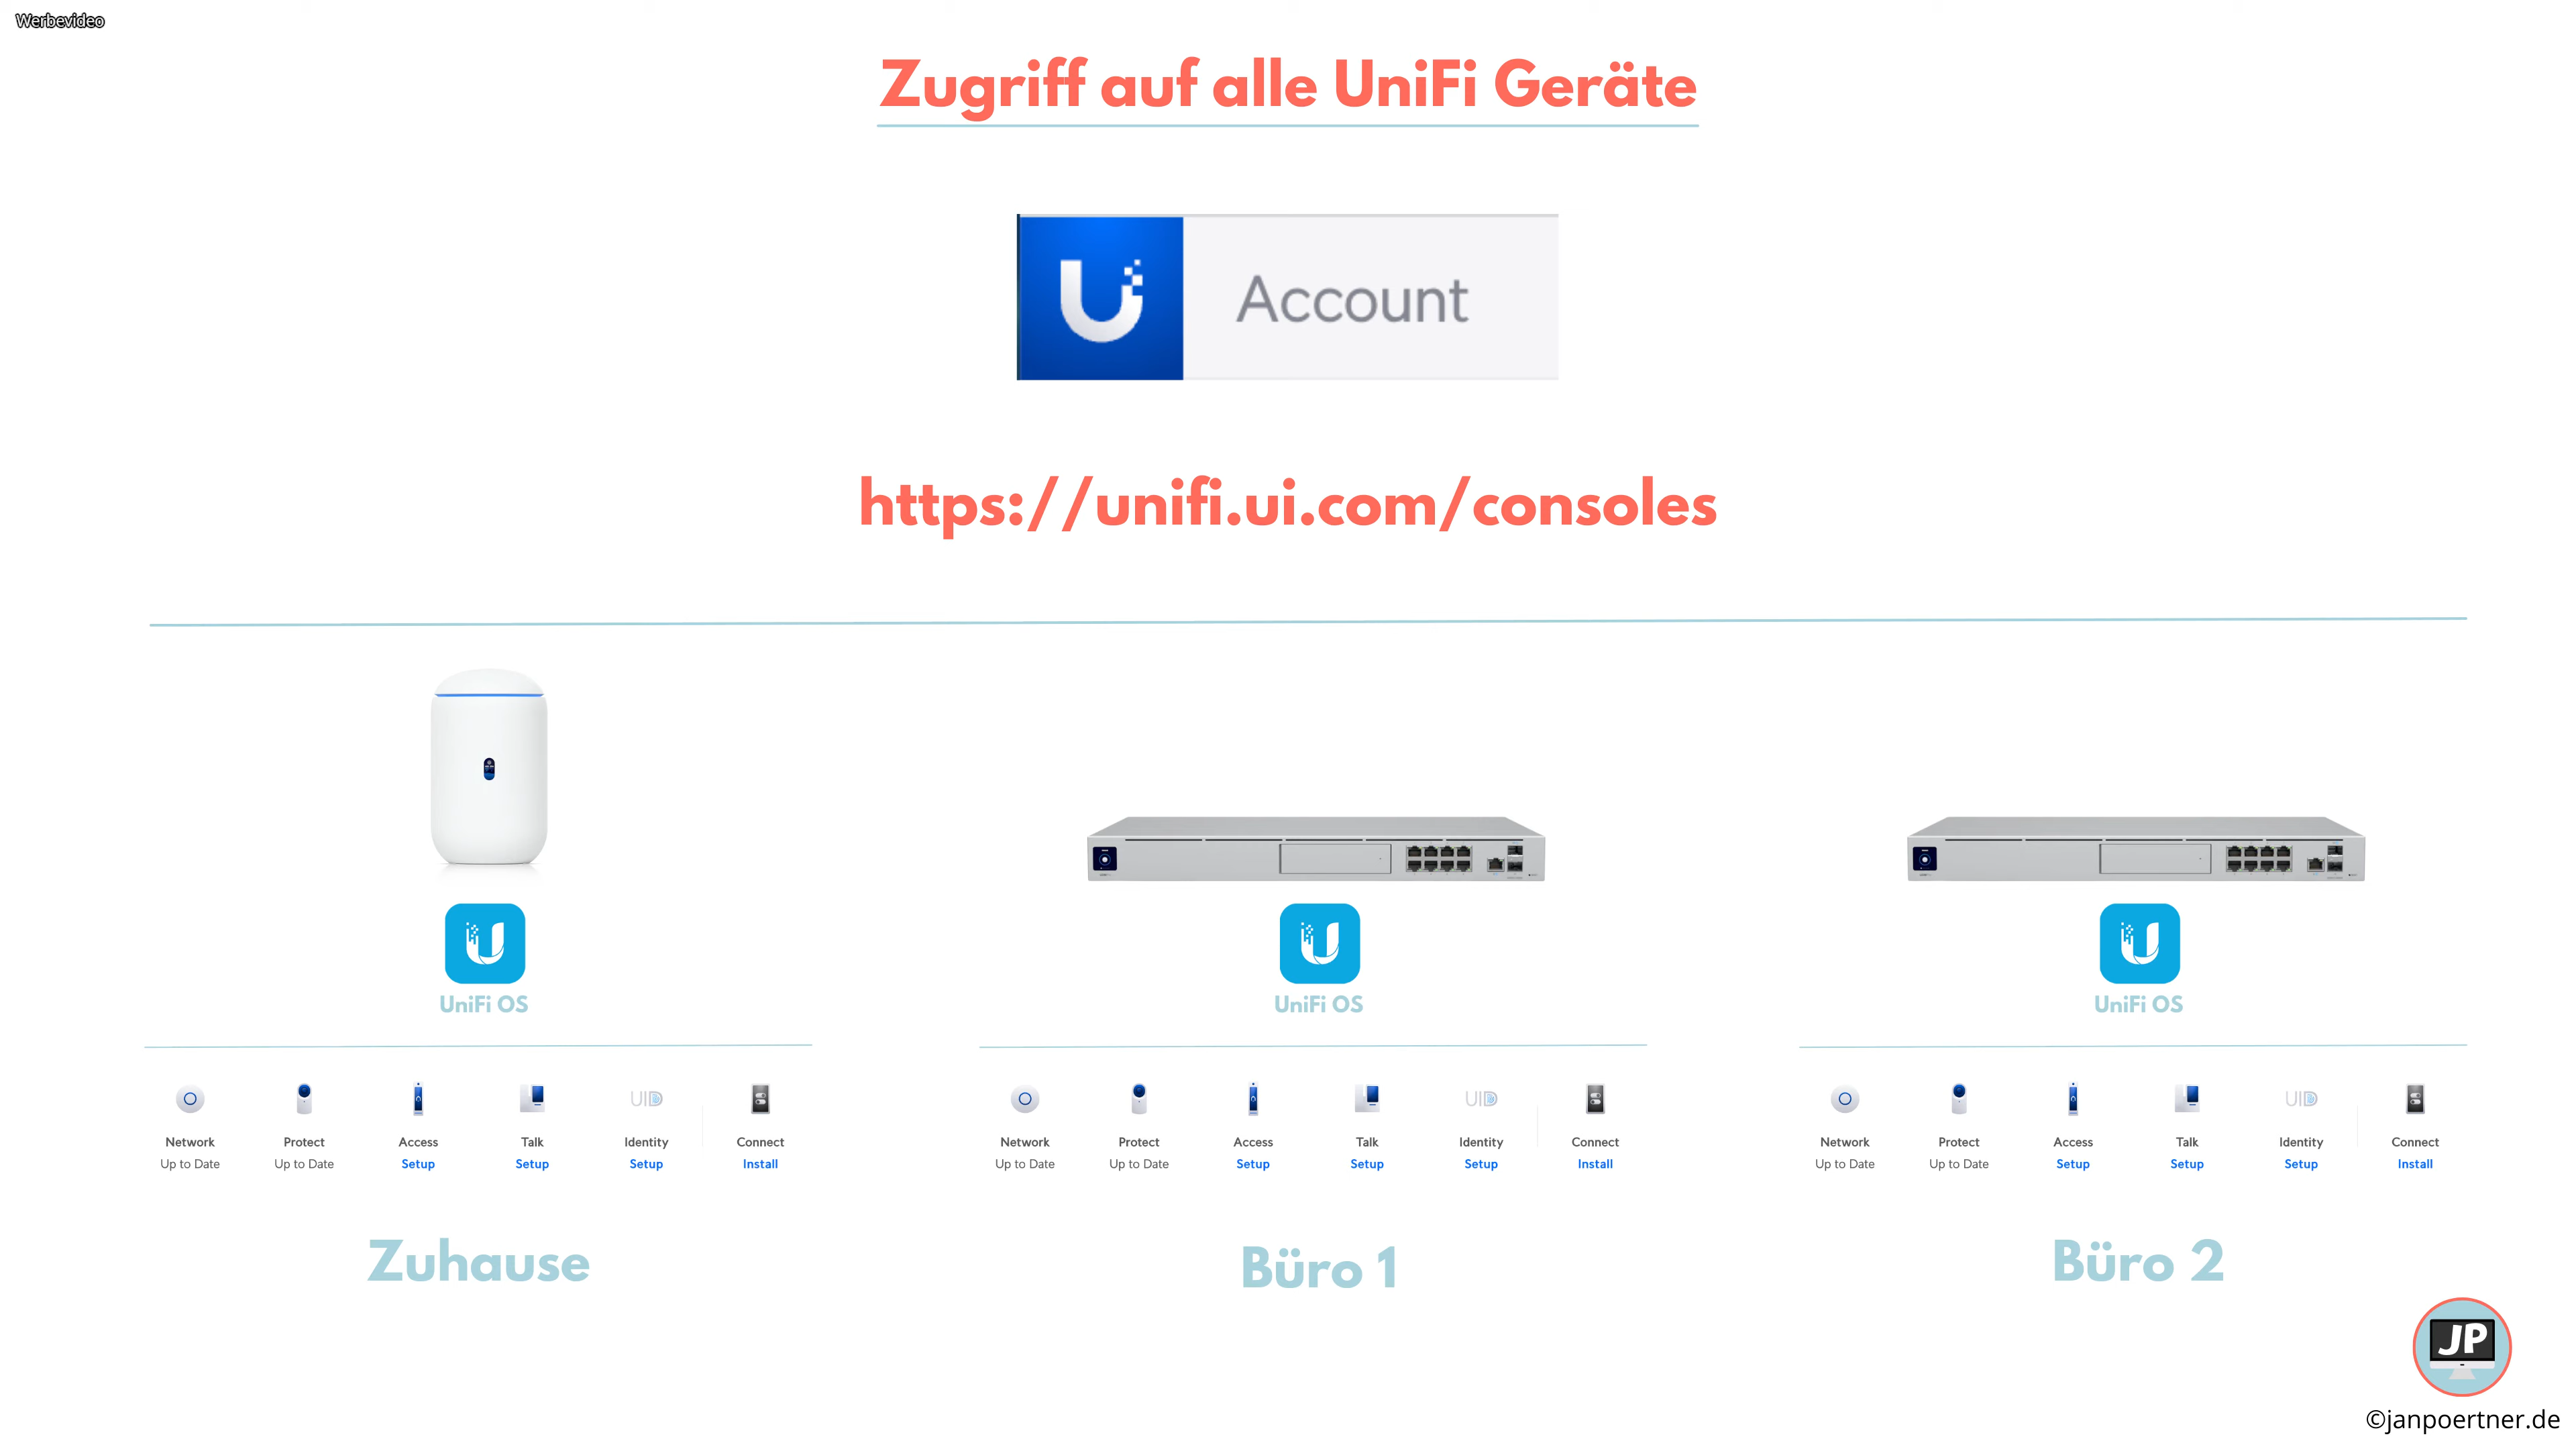 Werbevideo
Zugriff auf alle UniFi Geräte
Account
https://unifi.ui.com/consoles
UniFi OS
UniFi OS
UniFi OS
UID
UID
UID
Network Protect Access Talk Identity Connect
Up to Date Up to Date Setup Setup Setup Install
Network Protect Access Talk Identity Connect
Up to Date Up to Date Setup Setup Setup Install
Network Protect Access Talk Identity Connect
Up to Date Up to Date Setup Setup Setup Install
Zuhause
Büro 1
Büro 2
JP
©janpoertner.de